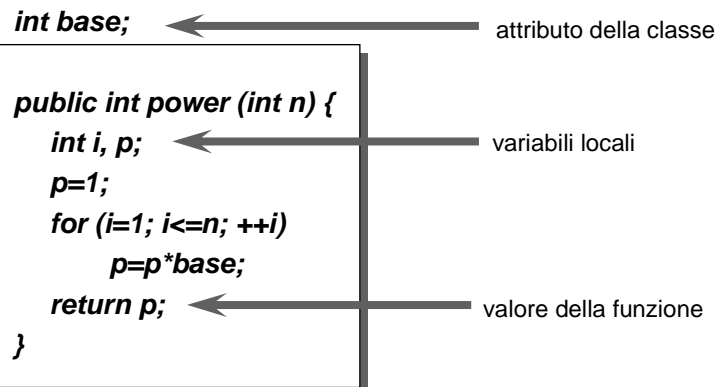 int base;
attributo della classe
public int power (int n) {
int i, p;
variabili locali
p=1;
for (i=1; i<=n; ++i)
p=p*base;
return p;
valore della funzione
}